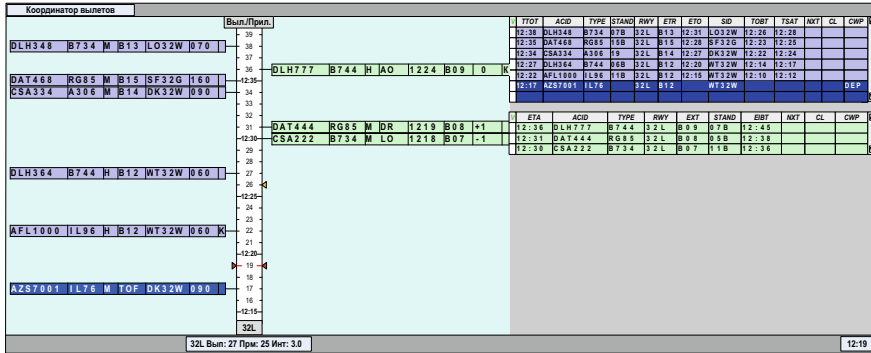 Координатор вылетов
Выл./Прил.
39
DLH348 B734 M B13 LO32W 070
38
37
36
DLH777 B744 H AO 1224 B09 0 K
DAT468 RG85 M B15 SF32G 160
12:35
CSA334 A306 M B14 DK32W 090
34
33
32
31
DAT444 RG85 M DR 1219 B08 +1
12:30
CSA222 B734 M LO 1218 B07 -1
29
28
DLH364 B744 H B12 WT32W 060
27
26
12:25
24
23
AFL1000 IL96 H B12 WT32W 060 K
22
21
12:20
19
18
AZS7001 IL76 M TOF DK32W 090
17
16
12:15
32L
V TTOT ACID TYPE STAND RWY ETR ETO SID TOBT TSAT NXT CL CWP
12:38 DLH348 B734 07B 32L B13 12:31 LO32W 12:26 12:28
12:35 DAT468 RG85 15B 32L B15 12:28 SF32G 12:23 12:25
12:34 CSA334 A306 19 32L B14 12:27 DK32W 12:22 12:24
12:27 DLH364 B744 06B 32L B12 12:20 WT32W 12:14 12:17
12:22 AFL1000 IL96 11B 32L B12 12:15 WT32W 12:10 12:12
12:17 AZS7001 IL76 32L B12 WT32W DEP
V ETA ACID TYPE RWY EXT STAND EIBT NXT CL CWP
12:36 DLH777 B744 32L B09 07B 12:45
12:31 DAT444 RG85 32L B08 05B 12:38
12:30 CSA222 B734 32L B07 11B 12:36
32L Вып: 27 Прм: 25 Инт: 3.0
12:19